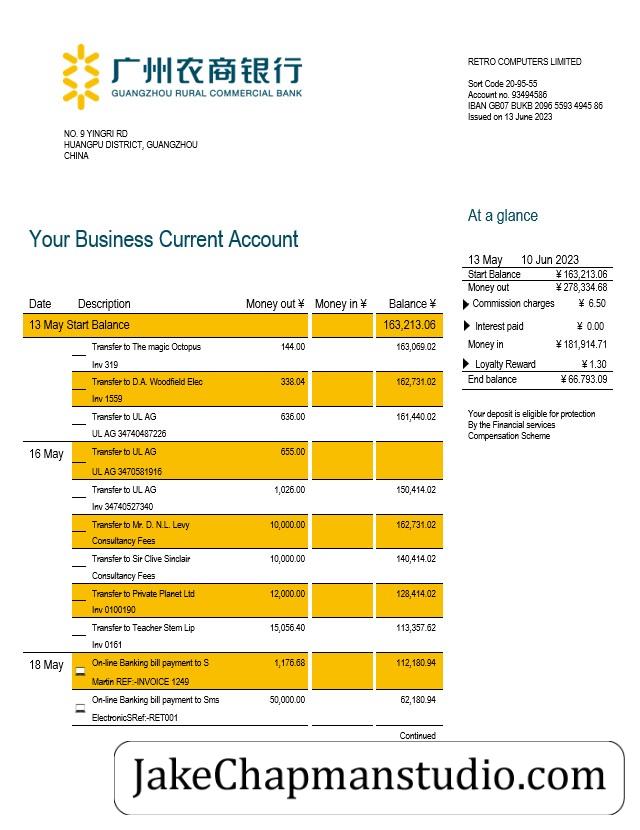 广州农商银行
GUANGZHOU RURAL COMMERCIAL BANK
RETRO COMPUTERS LIMITED
Sort Code 20-95-55
Account no. 93494586
IBAN GB07 BUKB 2096 5593 4945 86
Issued on 13 June 2023
NO. 9 YINGRI RD
HUANGPU DISTRICT, GUANGZHOU
CHINA
At a glance
13 May 10 Jun 2023
Start Balance ¥ 163,213.06
Money out ¥ 278,334.68
Commission charges ¥ 6.50
Interest paid ¥ 0.00
Money in ¥ 181,914.71
Loyalty Reward ¥ 1.30
End balance ¥ 66.793.09
Your deposit is eligible for protection
By the Financial services
Compensation Scheme
Your Business Current Account
Date Description Money out ¥ Money in ¥ Balance ¥
13 May Start Balance 163,213.06
Transfer to The magic Octopus 144.00 163,069.02
Inv 319
Transfer to D.A. Woodfield Elec 338.04 162,731.02
Inv 1559
Transfer to UL AG 636.00 161,440.02
UL AG 34740487226
16 May Transfer to UL AG 655.00
UL AG 3470581916
Transfer to UL AG 1,026.00 150,414.02
Inv 34740527340
Transfer to Mr. D. N.L. Levy 10,000.00 162,731.02
Consultancy Fees
Transfer to Sir Clive Sinclair 10,000.00 140,414.02
Consultancy Fees
Transfer to Private Planet Ltd 12,000.00 128,414.02
Inv 0100190
Transfer to Teacher Stem Lip 15,056.40 113,357.62
Inv 0161
18 May On-line Banking bill payment to S 1,176.68 112,180.94
Martin REF:-INVOICE 1249
On-line Banking bill payment to Sms 50,000.00 62,180.94
ElectronicSRef:-RET001
Continued
JakeChapmanstudio.com